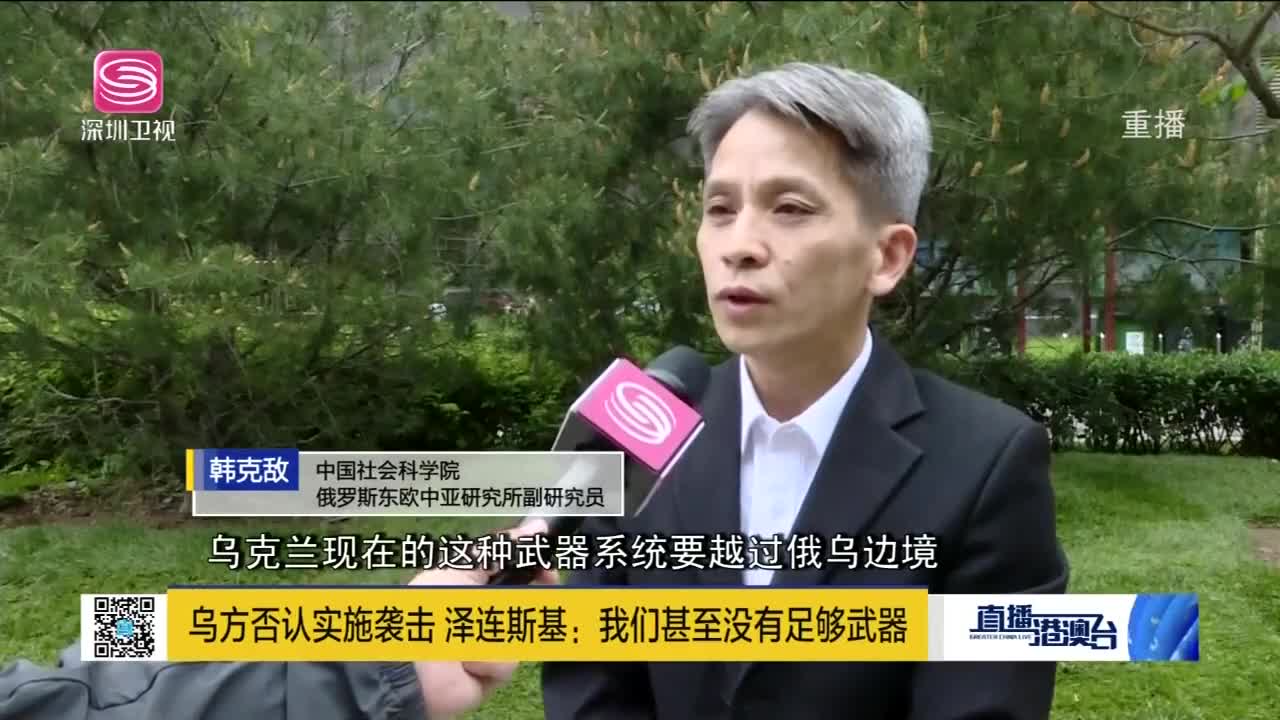 深圳卫视
重播
韩克敌
中国社会科学院
俄罗斯东欧中亚研究所副研究员
乌克兰现在的这种武器系统要越过俄乌边境
乌方否认实施袭击 泽连斯基：我们甚至没有足够武器
直播港澳台
GREATER CHINA LIVE